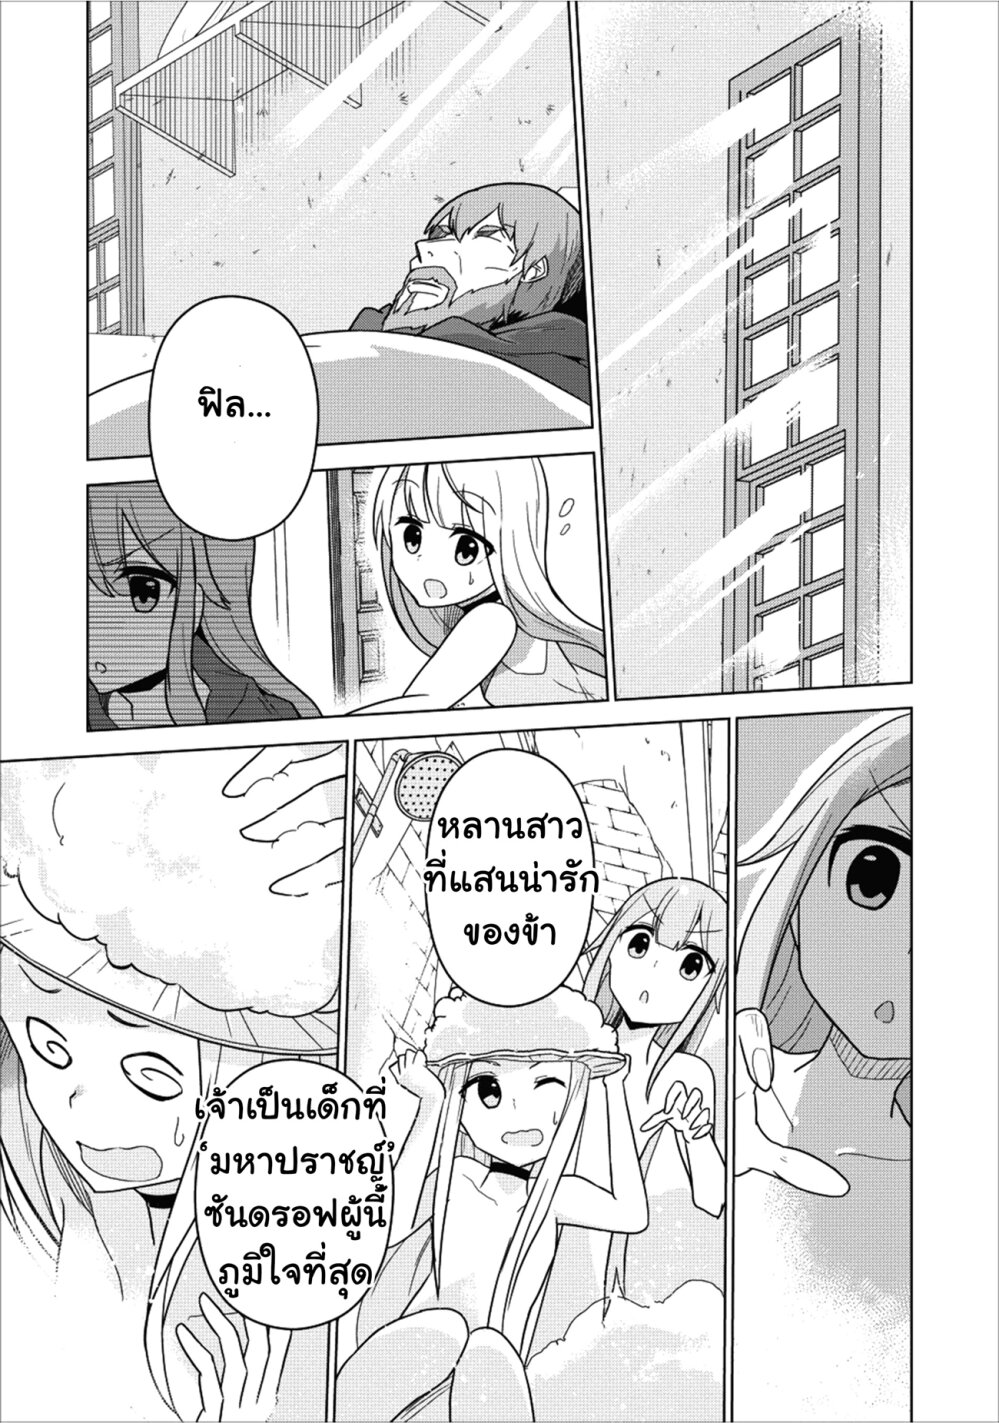 ฟิล...
หลานสาว
ที่แสนน่ารัก
ของข้า
เจ้าเป็นเด็กที่
'มหาปราชญ์'
ซันดรอฟผู้นี้
ภูมิใจที่สุด